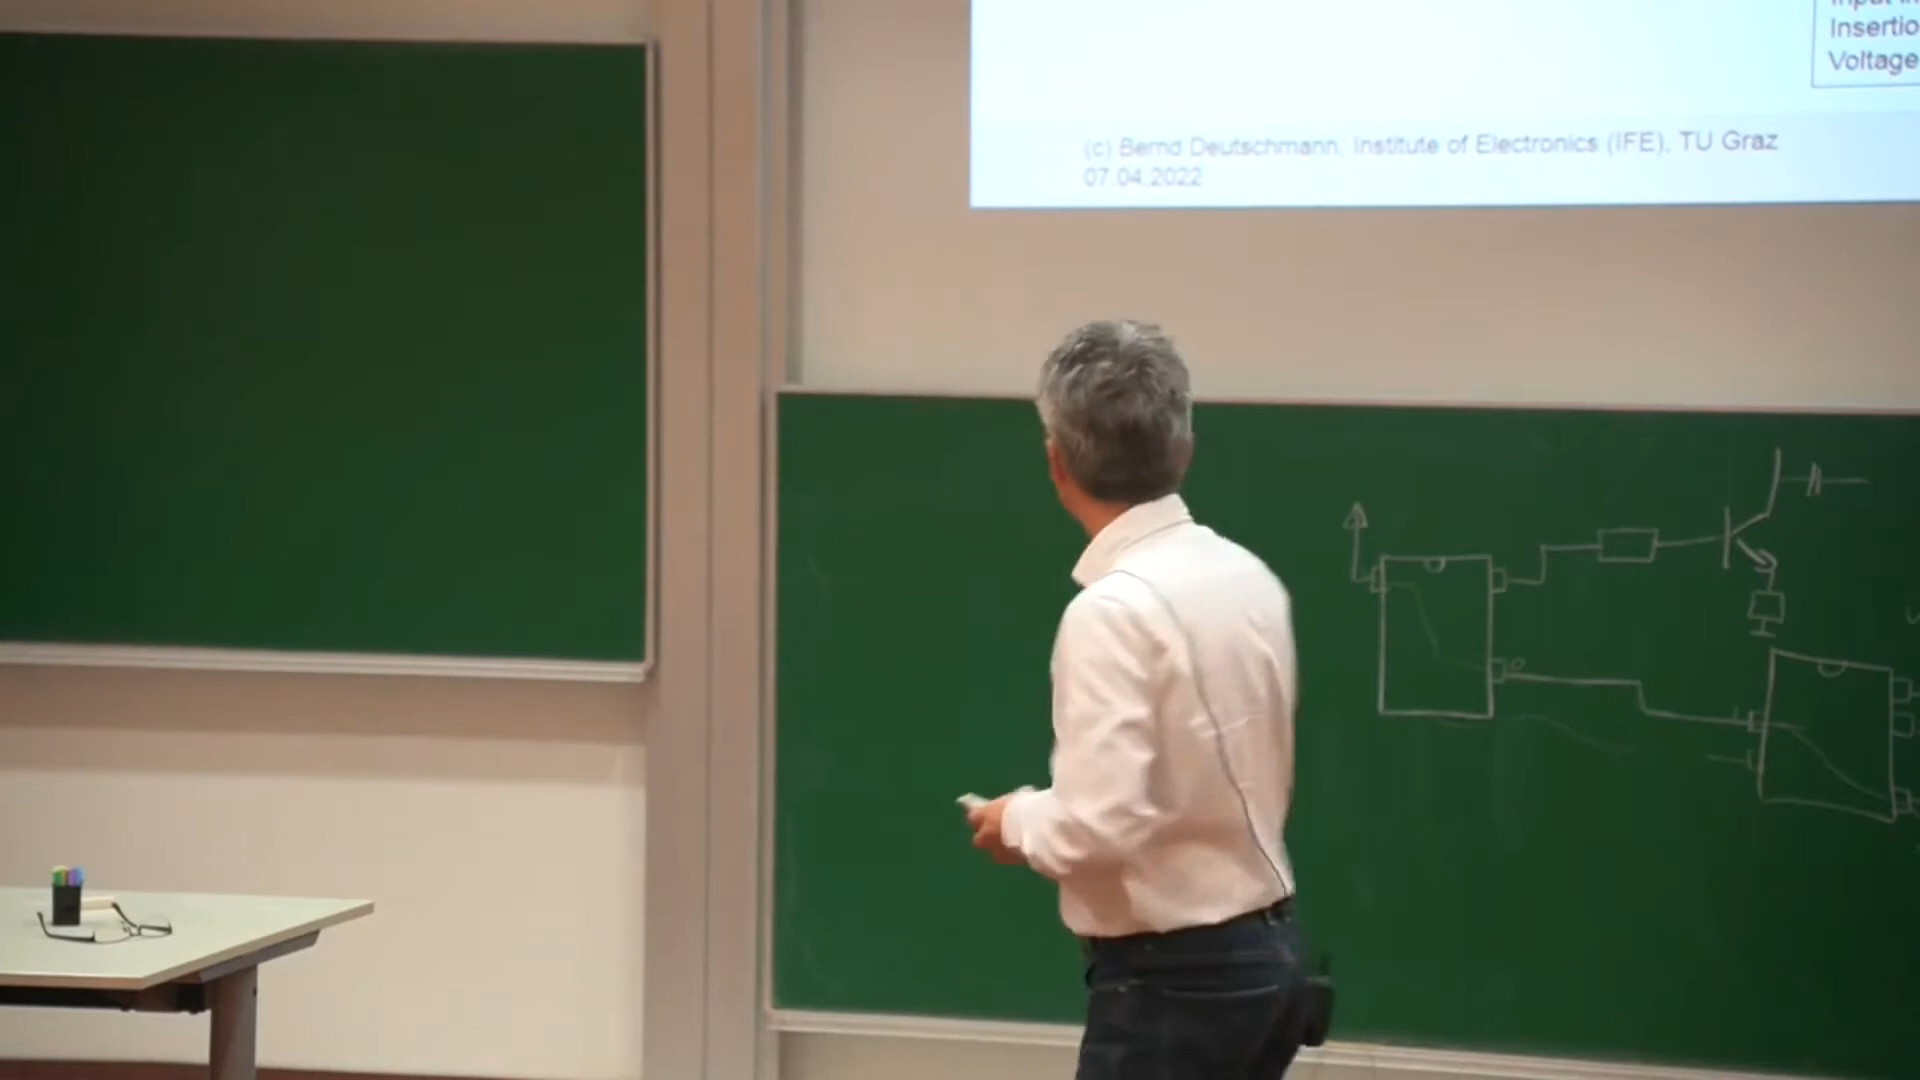 Insertio
Voltage
(c) Bernd Deutschmann, Institute of Electronics (IFE), TU Graz
07.04.2022